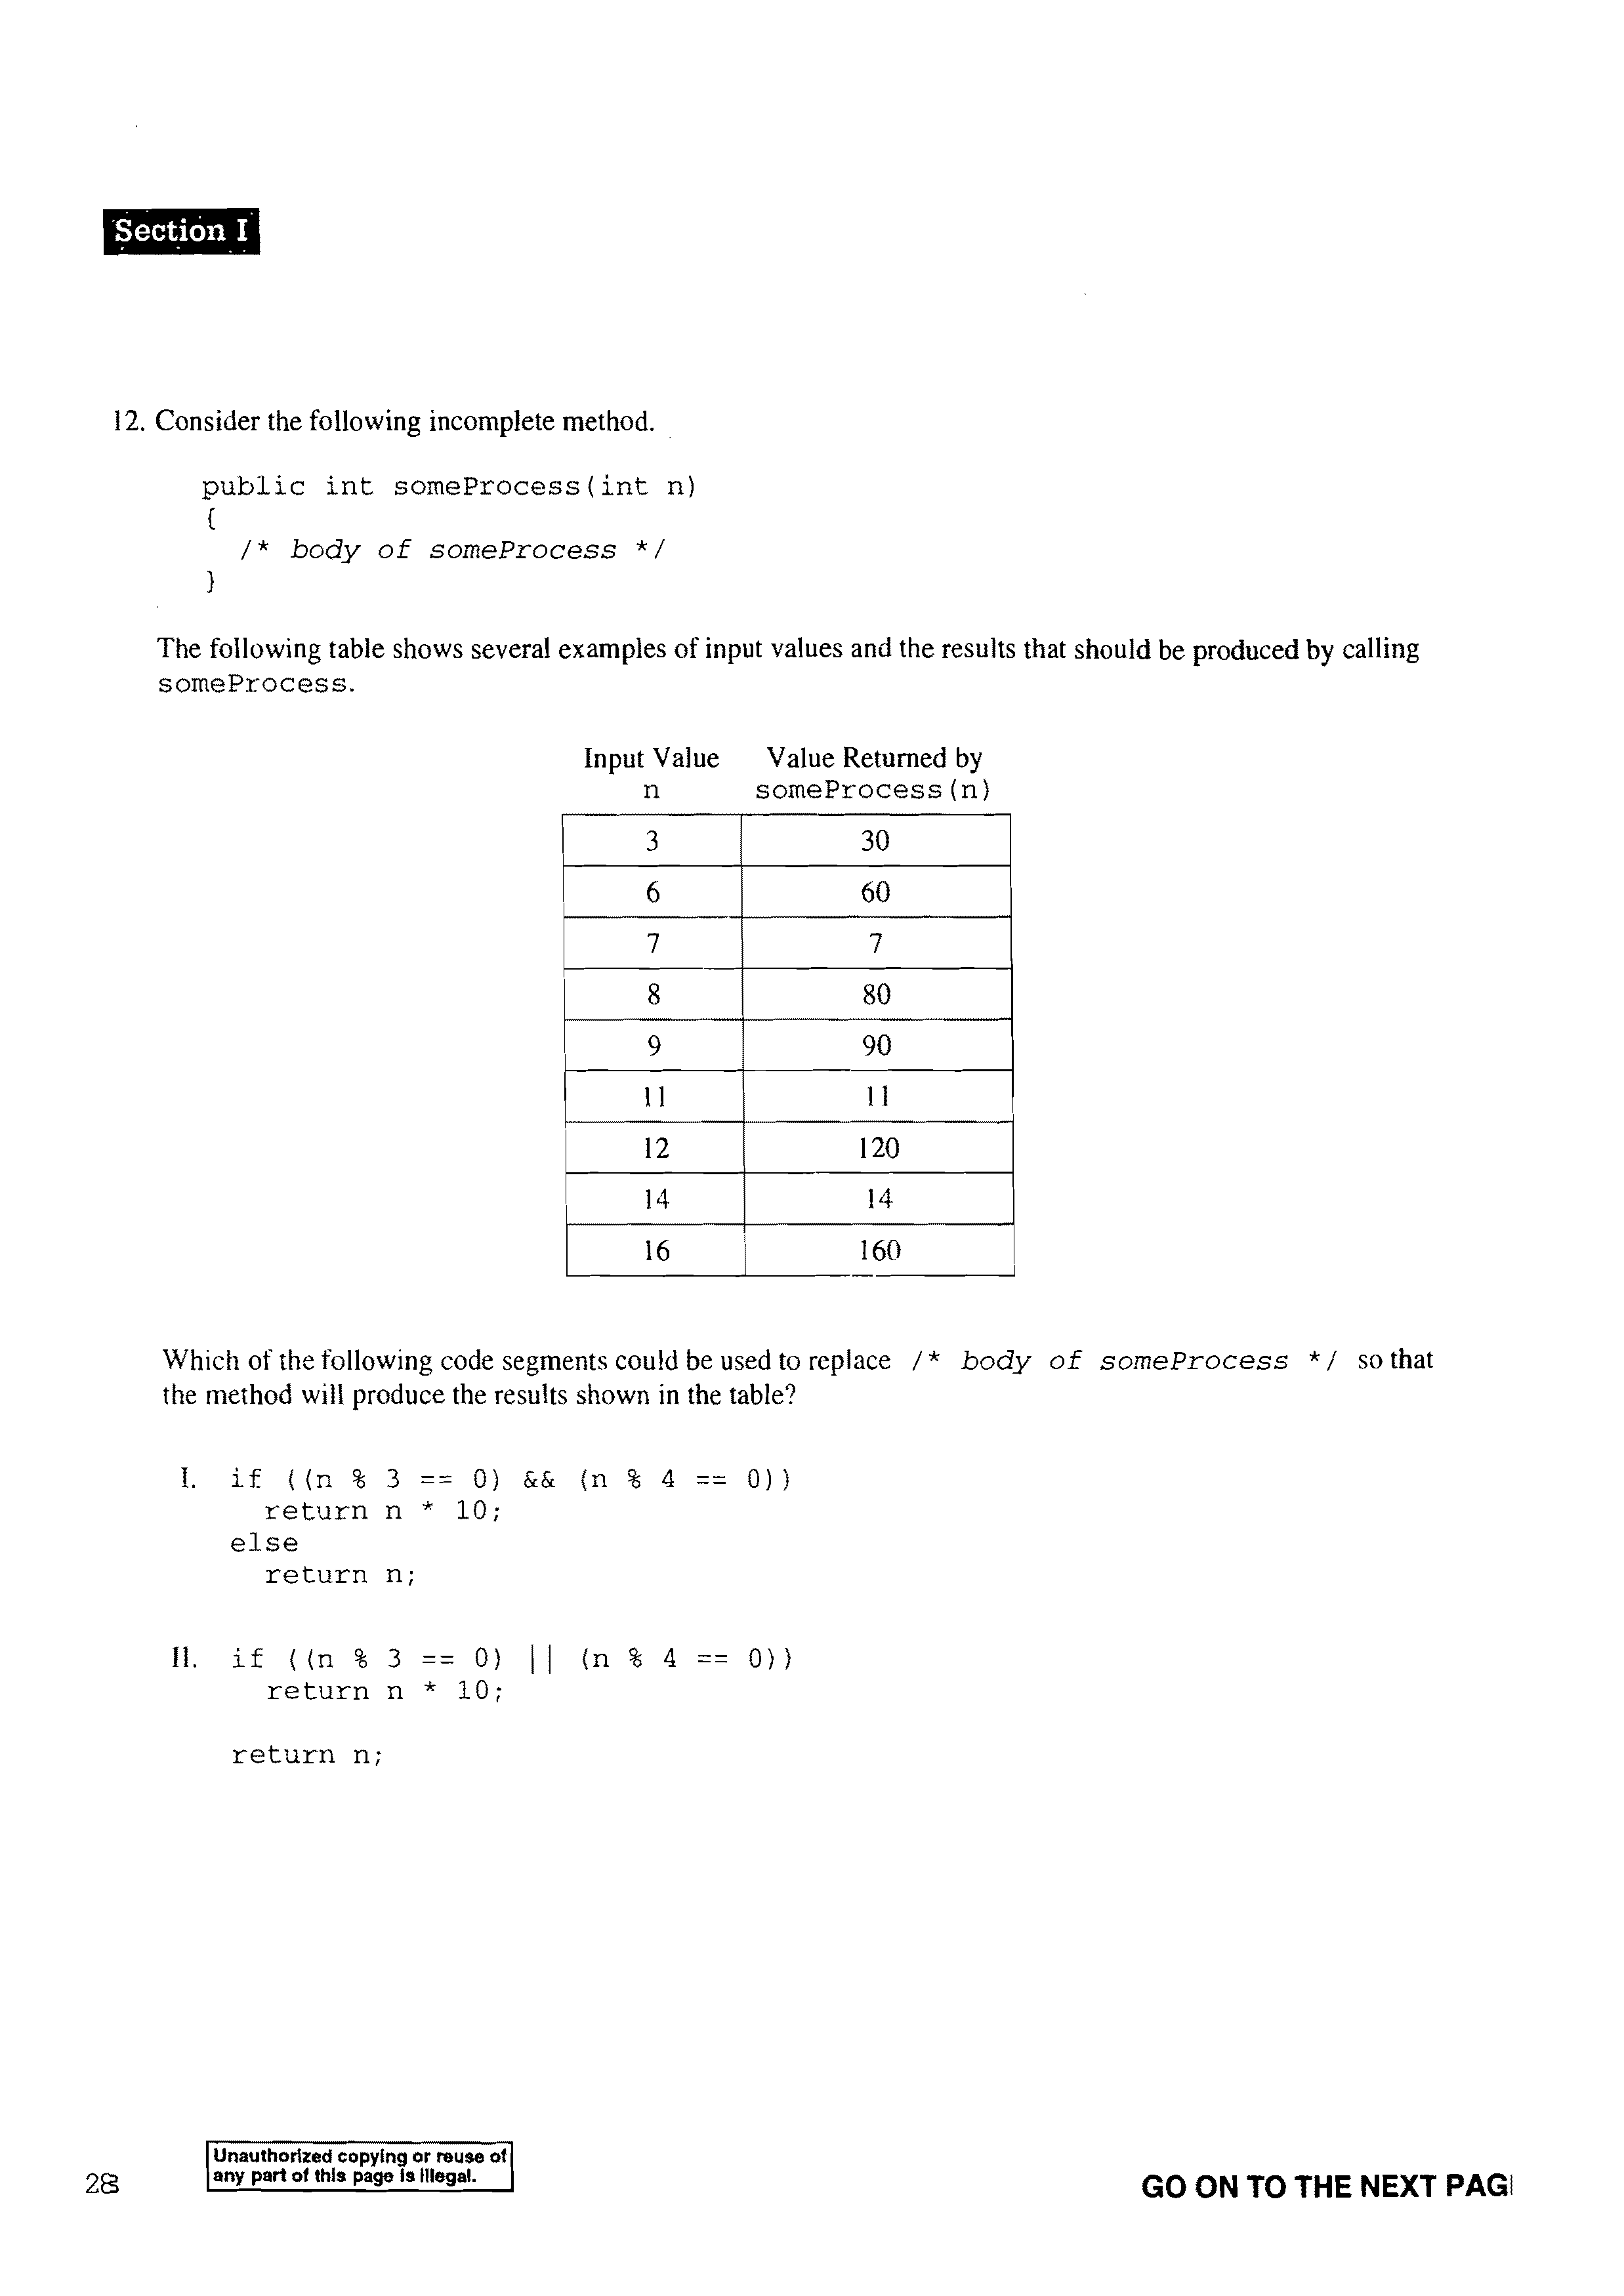 Section I
12. Consider the following incomplete method.
public int someProcess(int n)
{
/* body of someProcess */
}
The following table shows several examples of input values and the results that should be produced by calling
someProcess.
Input Value Value Returned by
n someProcess(n)
3 30
6 60
7 7
8 80
9 90
11 11
12 120
14 14
16 160
Which of the following code segments could be used to replace /* body of someProcess */ so that
the method will produce the results shown in the table?
I. if ((n % 3 == 0) && (n % 4 == 0))
return n * 10;
else
return n;
II. if ((n % 3 == 0) || (n % 4 == 0))
return n * 10;
return n;
Unauthorized copying or reuse of
any part of this page is illegal.
28
GO ON TO THE NEXT PAG